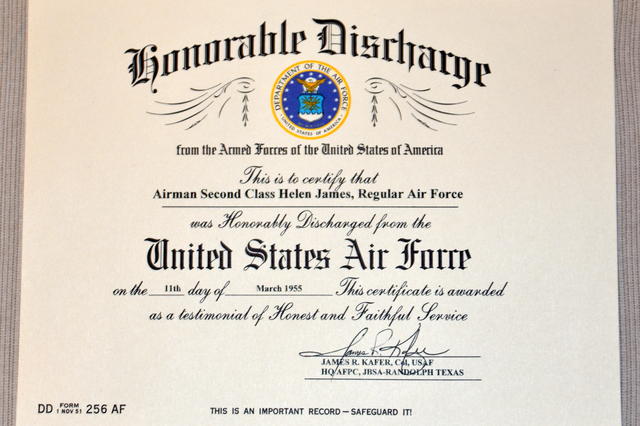 Honorable Discharge
DEPARTMENT OF THE AIR FORCE
UNITED STATES OF AMERICA
from the Armed Forces of the United States of America
This is to certify that
Airman Second Class Helen James, Regular Air Force
was Honorably Discharged from the
United States Air Force
on the 11th day of March 1955 This certificate is awarded
as a testimonial of Honest and Faithful Service
James R. Kafer
JAMES R. KAFER, Col, USAF
HQ AFPC, JBSA-RANDOLPH TEXAS
DD FORM 1 NOV 51 256 AF THIS IS AN IMPORTANT RECORD — SAFEGUARD IT!